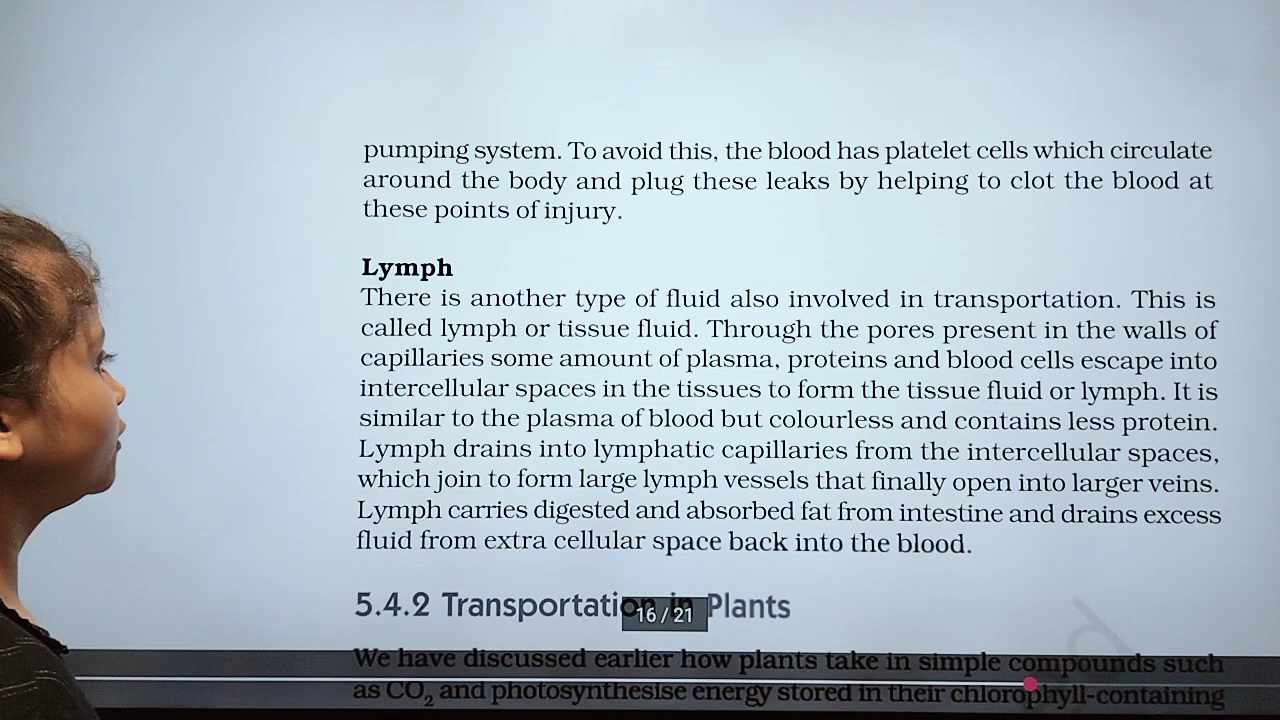 pumping system. To avoid this, the blood has platelet cells which circulate
around the body and plug these leaks by helping to clot the blood at
these points of injury.
Lymph
There is another type of fluid also involved in transportation. This is
called lymph or tissue fluid. Through the pores present in the walls of
capillaries some amount of plasma, proteins and blood cells escape into
intercellular spaces in the tissues to form the tissue fluid or lymph. It is
similar to the plasma of blood but colourless and contains less protein.
Lymph drains into lymphatic capillaries from the intercellular spaces,
which join to form large lymph vessels that finally open into larger veins.
Lymph carries digested and absorbed fat from intestine and drains excess
fluid from extra cellular space back into the blood.
5.4.2 Transportation in Plants
16 / 21
We have discussed earlier how plants take in simple compounds such
as CO₂ and photosynthesise energy stored in their chlorophyll-containing